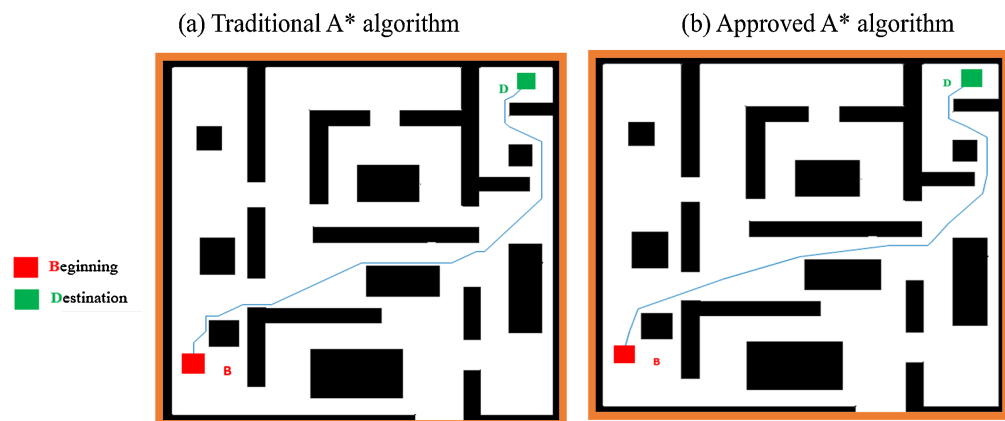 (a) Traditional A* algorithm
(b) Approved A* algorithm
D
D
Beginning
Destination
B
B